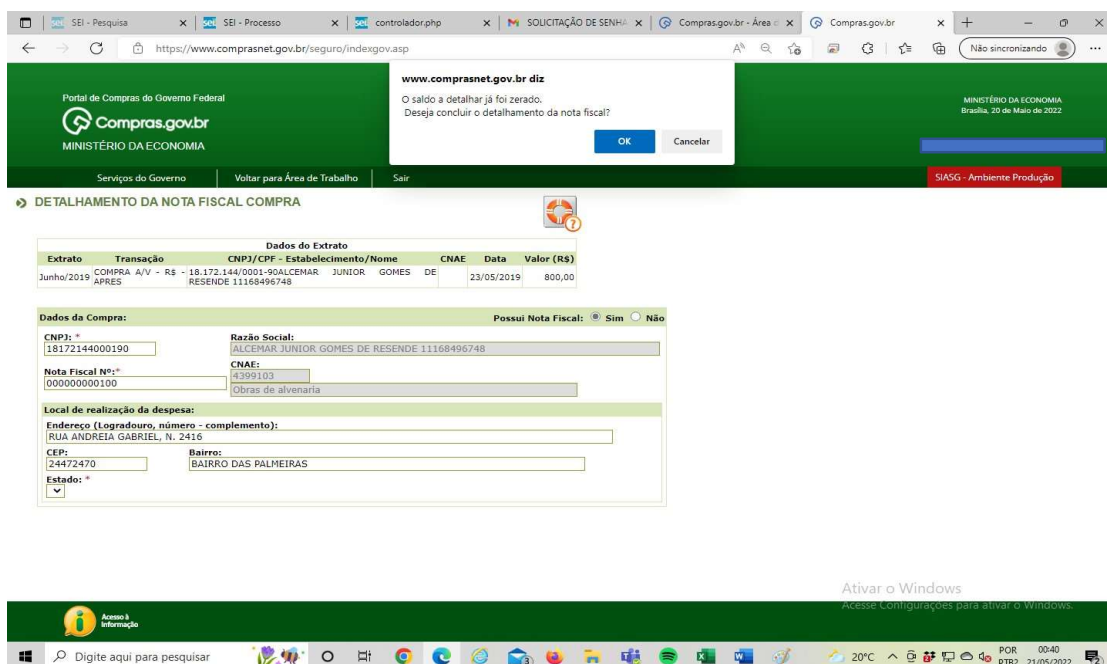 SEI - Pesquisa
SEI - Processo
controlador.php
SOLICITAÇÃO DE SENHA
Compras.gov.br - Área d
Compras.gov.br
https://www.comprasnet.gov.br/seguro/indexgov.asp
Não sincronizando
www.comprasnet.gov.br diz
O saldo a detalhar já foi zerado.
Deseja concluir o detalhamento da nota fiscal?
OK Cancelar
Portal de Compras do Governo Federal
Compras.gov.br
MINISTÉRIO DA ECONOMIA
MINISTÉRIO DA ECONOMIA
Brasília, 20 de Maio de 2022
Serviços do Governo Voltar para Área de Trabalho Sair
SIASG - Ambiente Produção
DETALHAMENTO DA NOTA FISCAL COMPRA
Dados do Extrato
Extrato Transação CNPJ/CPF - Estabelecimento/Nome CNAE Data Valor (R$)
Junho/2019 COMPRA A/V - R$ - APRES 18.172.144/0001-90ALCEMAR JUNIOR GOMES DE RESENDE 11168496748 23/05/2019 800,00
Dados da Compra: Possui Nota Fiscal: Sim Não
CNPJ: * Razão Social:
18172144000190 ALCEMAR JUNIOR GOMES DE RESENDE 11168496748
Nota Fiscal Nº:* CNAE:
000000000100 4399103
Obras de alvenaria
Local de realização da despesa:
Endereço (Logradouro, número - complemento):
RUA ANDREIA GABRIEL, N. 2416
CEP: Bairro:
24472470 BAIRRO DAS PALMEIRAS
Estado: *
Ativar o Windows
Acesse Configurações para ativar o Windows.
Acesso à
Informação
Digite aqui para pesquisar
20°C
POR 00:40
PTB2 21/05/2022